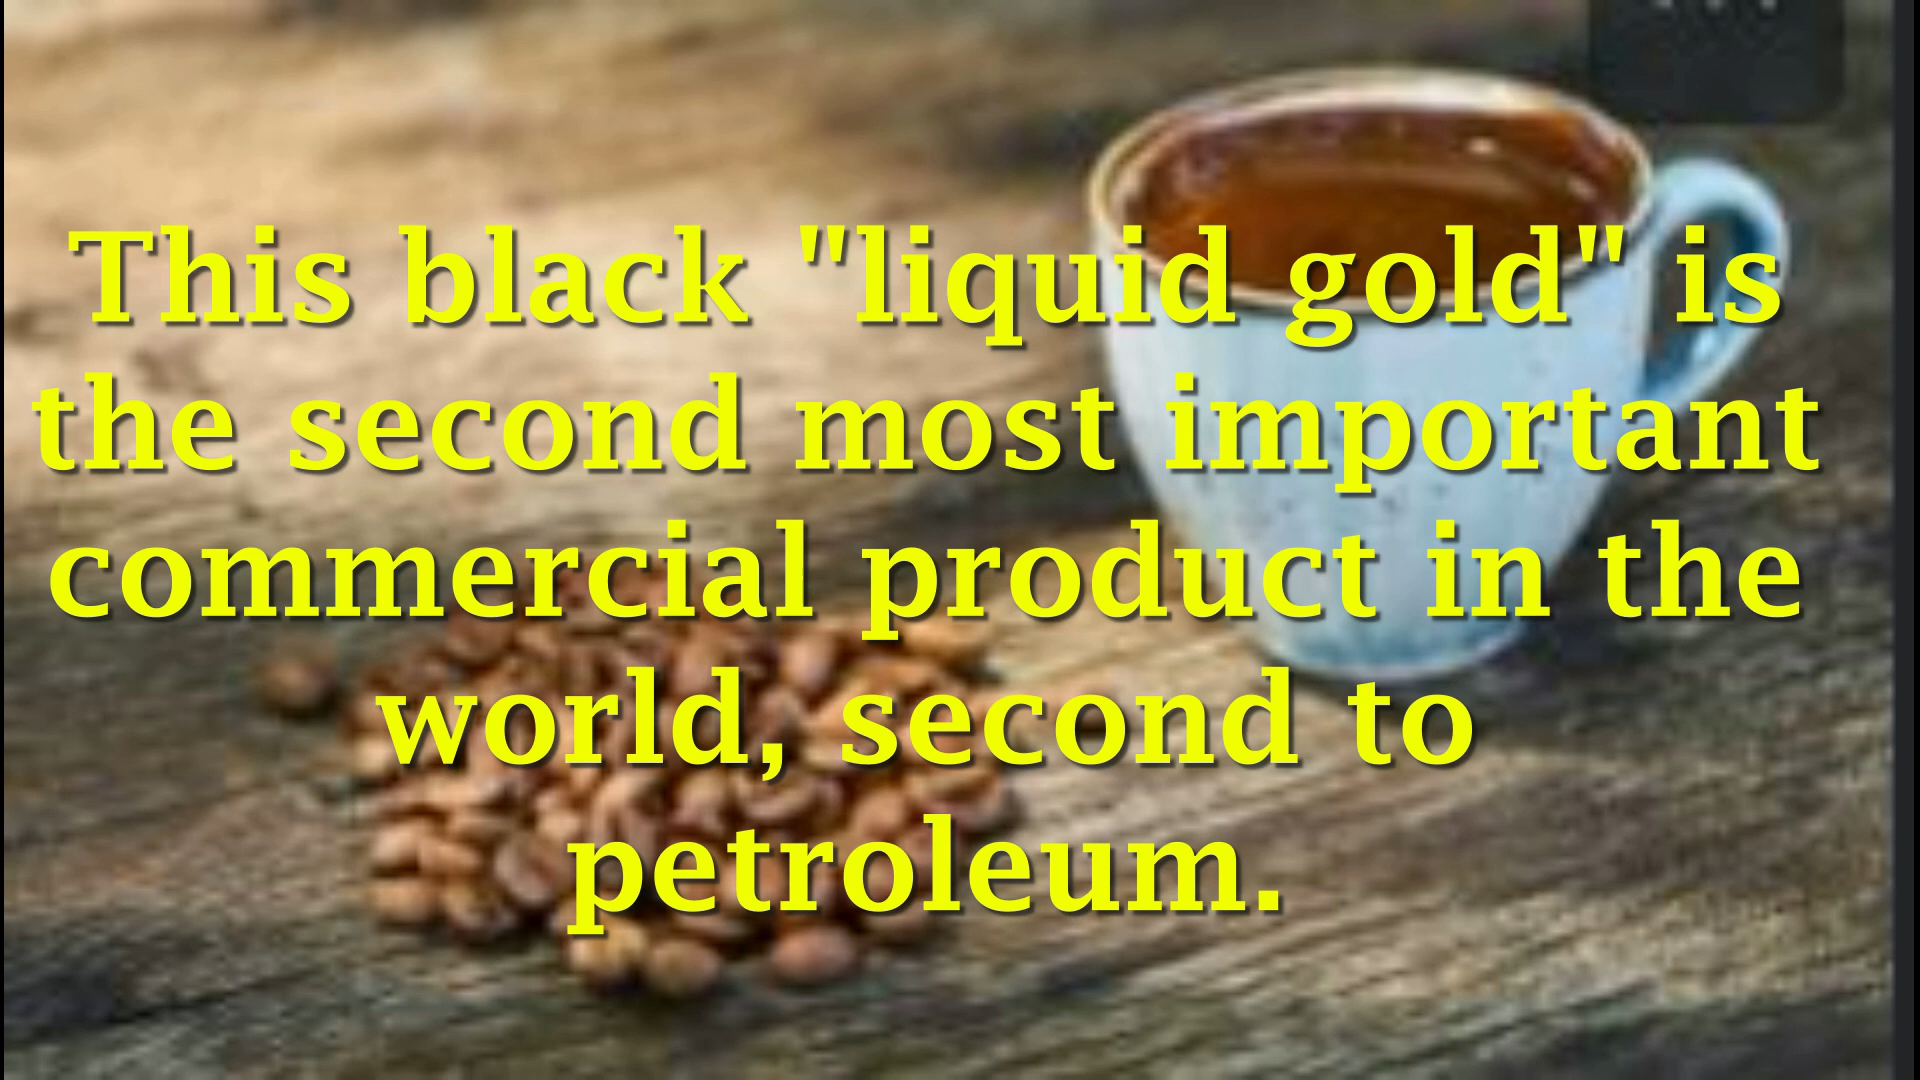 This black "liquid gold" is
the second most important
commercial product in the
world, second to
petroleum.